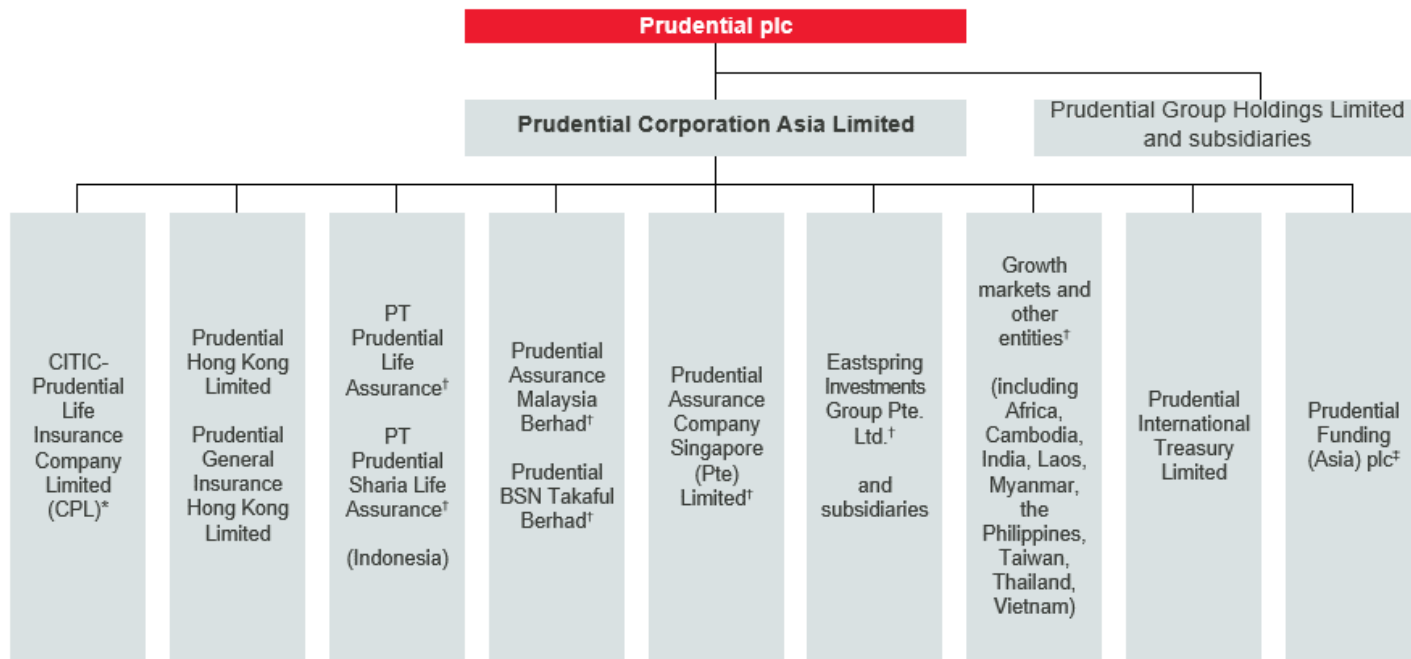 Prudential plc
Prudential Corporation Asia Limited
Prudential Group Holdings Limited
and subsidiaries
CITIC-
Prudential
Life
Insurance
Company
Limited
(CPL)*
Prudential
Hong Kong
Limited
Prudential
General
Insurance
Hong Kong
Limited
PT
Prudential
Life
Assurance†
PT
Prudential
Sharia Life
Assurance†
(Indonesia)
Prudential
Assurance
Malaysia
Berhad†
Prudential
BSN Takaful
Berhad†
Prudential
Assurance
Company
Singapore
(Pte)
Limited†
Eastspring
Investments
Group Pte.
Ltd.†
and
subsidiaries
Growth
markets and
other
entities†
(including
Africa,
Cambodia,
India, Laos,
Myanmar,
the
Philippines,
Taiwan,
Thailand,
Vietnam)
Prudential
International
Treasury
Limited
Prudential
Funding
(Asia) plc‡